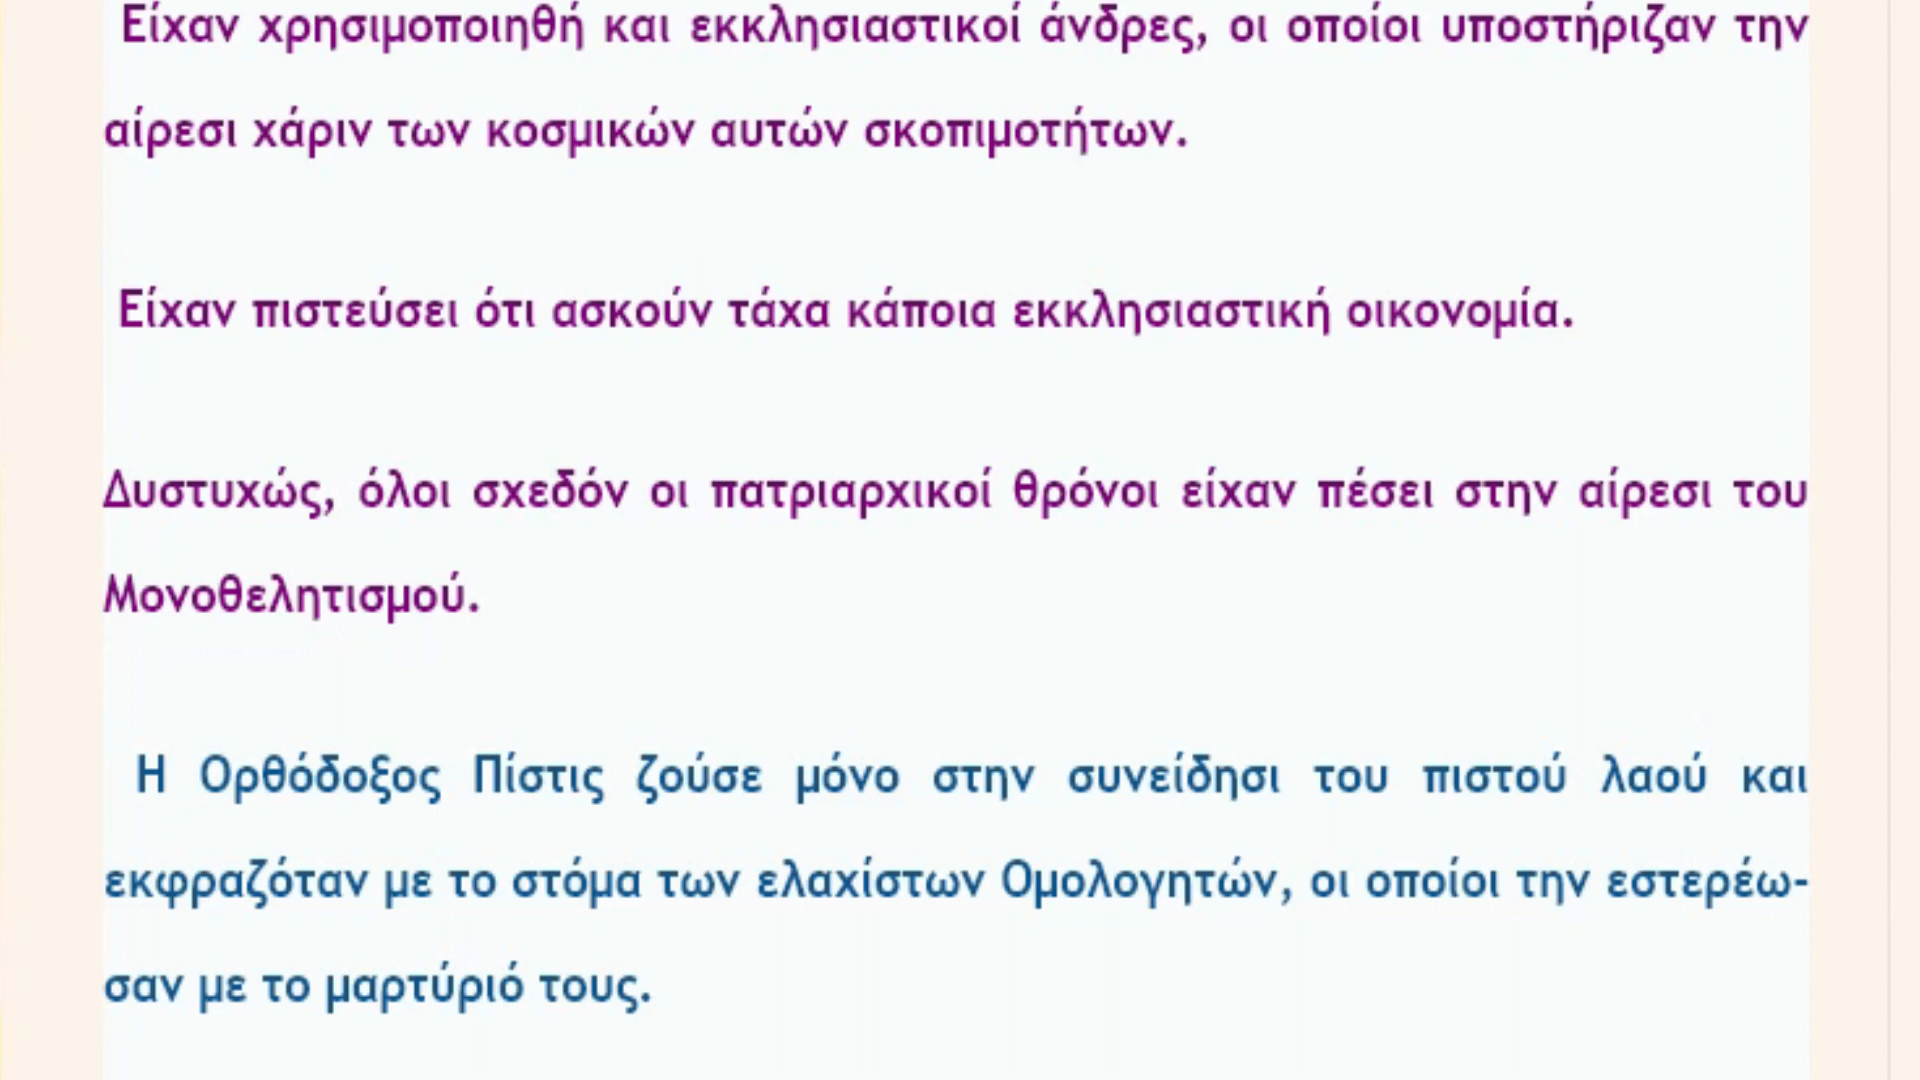 Είχαν χρησιμοποιηθή και εκκλησιαστικοί άνδρες, οι οποίοι υποστήριζαν την
αίρεσι χάριν των κοσμικών αυτών σκοπιμοτήτων.
Είχαν πιστεύσει ότι ασκούν τάχα κάποια εκκλησιαστική οικονομία.
Δυστυχώς, όλοι σχεδόν οι πατριαρχικοί θρόνοι είχαν πέσει στην αίρεσι του
Μονοθελητισμού.
Η Ορθόδοξος Πίστις ζούσε μόνο στην συνείδησι του πιστού λαού και
εκφραζόταν με το στόμα των ελαχίστων Ομολογητών, οι οποίοι την εστερέω-
σαν με το μαρτύριό τους.